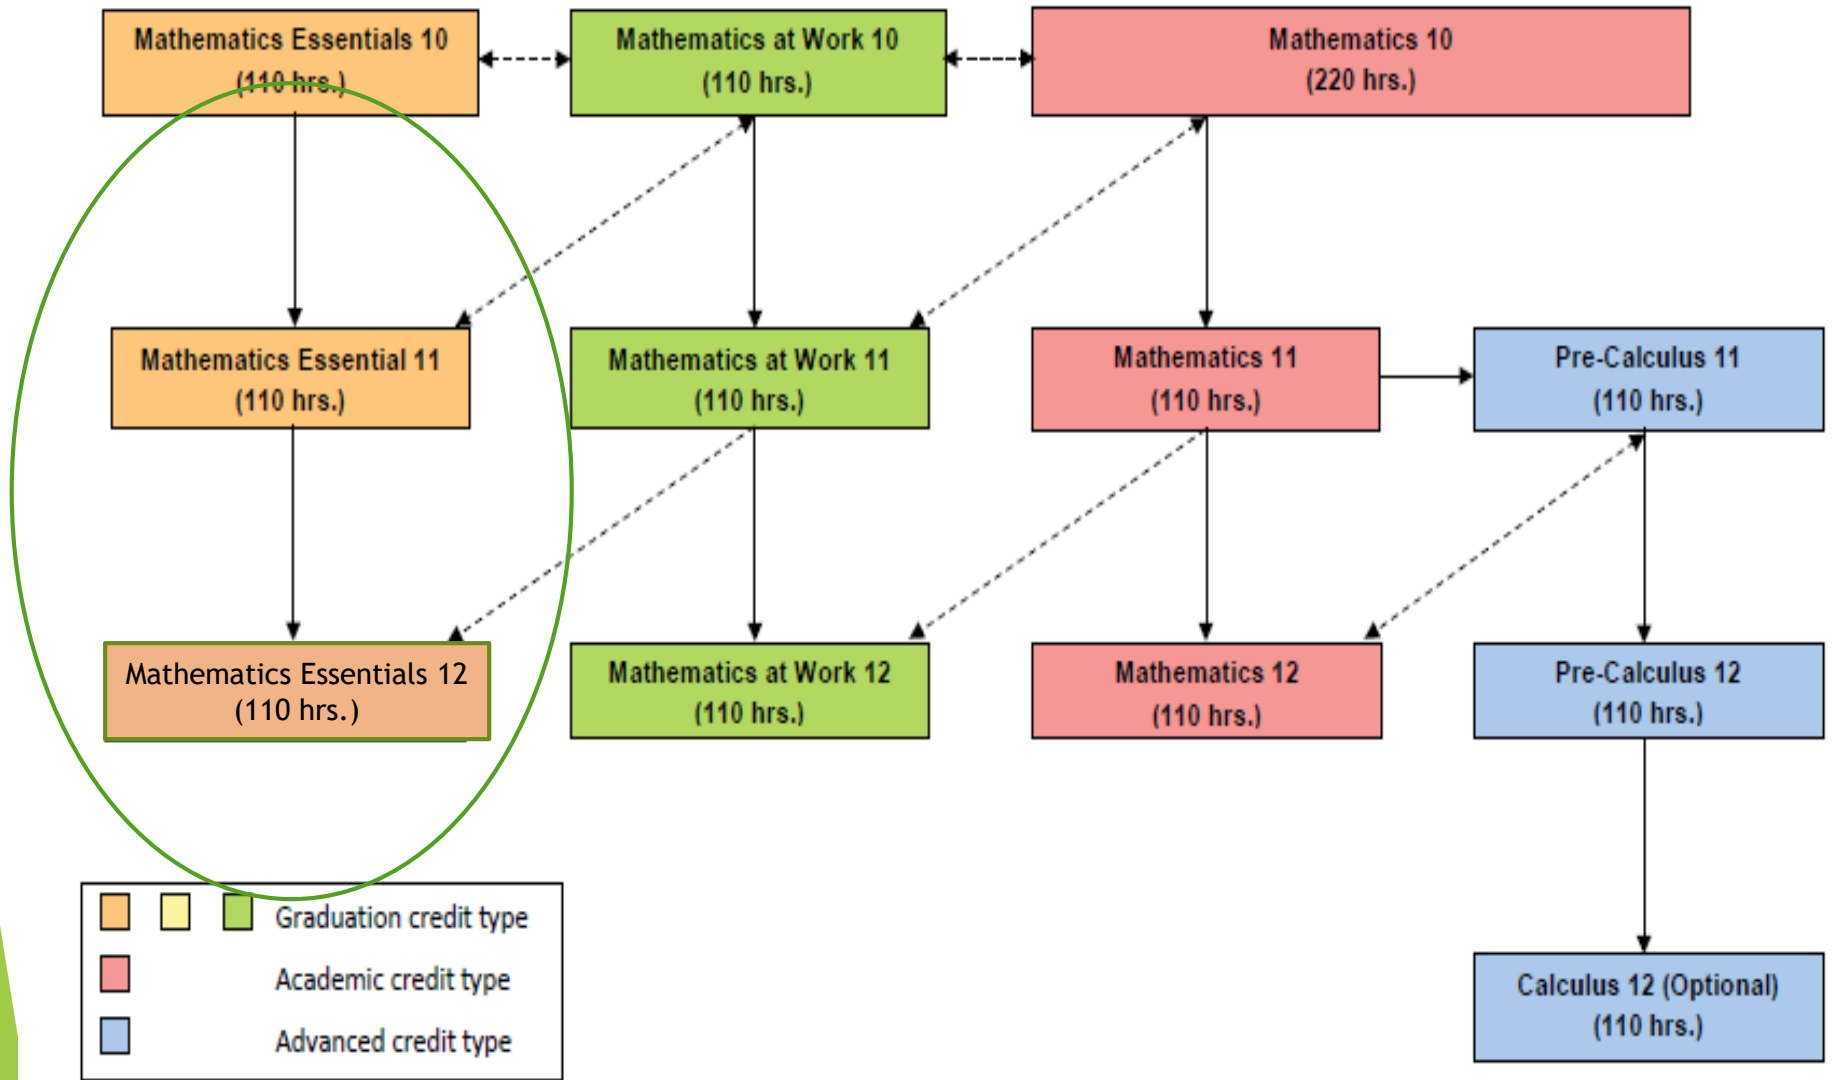 Mathematics Essentials 10
(110 hrs.)
Mathematics at Work 10
(110 hrs.)
Mathematics 10
(220 hrs.)
Mathematics Essential 11
(110 hrs.)
Mathematics at Work 11
(110 hrs.)
Mathematics 11
(110 hrs.)
Pre-Calculus 11
(110 hrs.)
Mathematics Essentials 12
(110 hrs.)
Mathematics at Work 12
(110 hrs.)
Mathematics 12
(110 hrs.)
Pre-Calculus 12
(110 hrs.)
Graduation credit type
Academic credit type
Advanced credit type
Calculus 12 (Optional)
(110 hrs.)